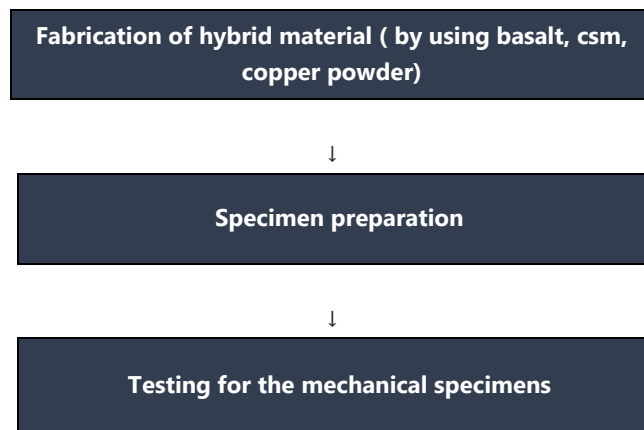 Fabrication of hybrid material ( by using basalt, csm,
copper powder)
↓
Specimen preparation
↓
Testing for the mechanical specimens